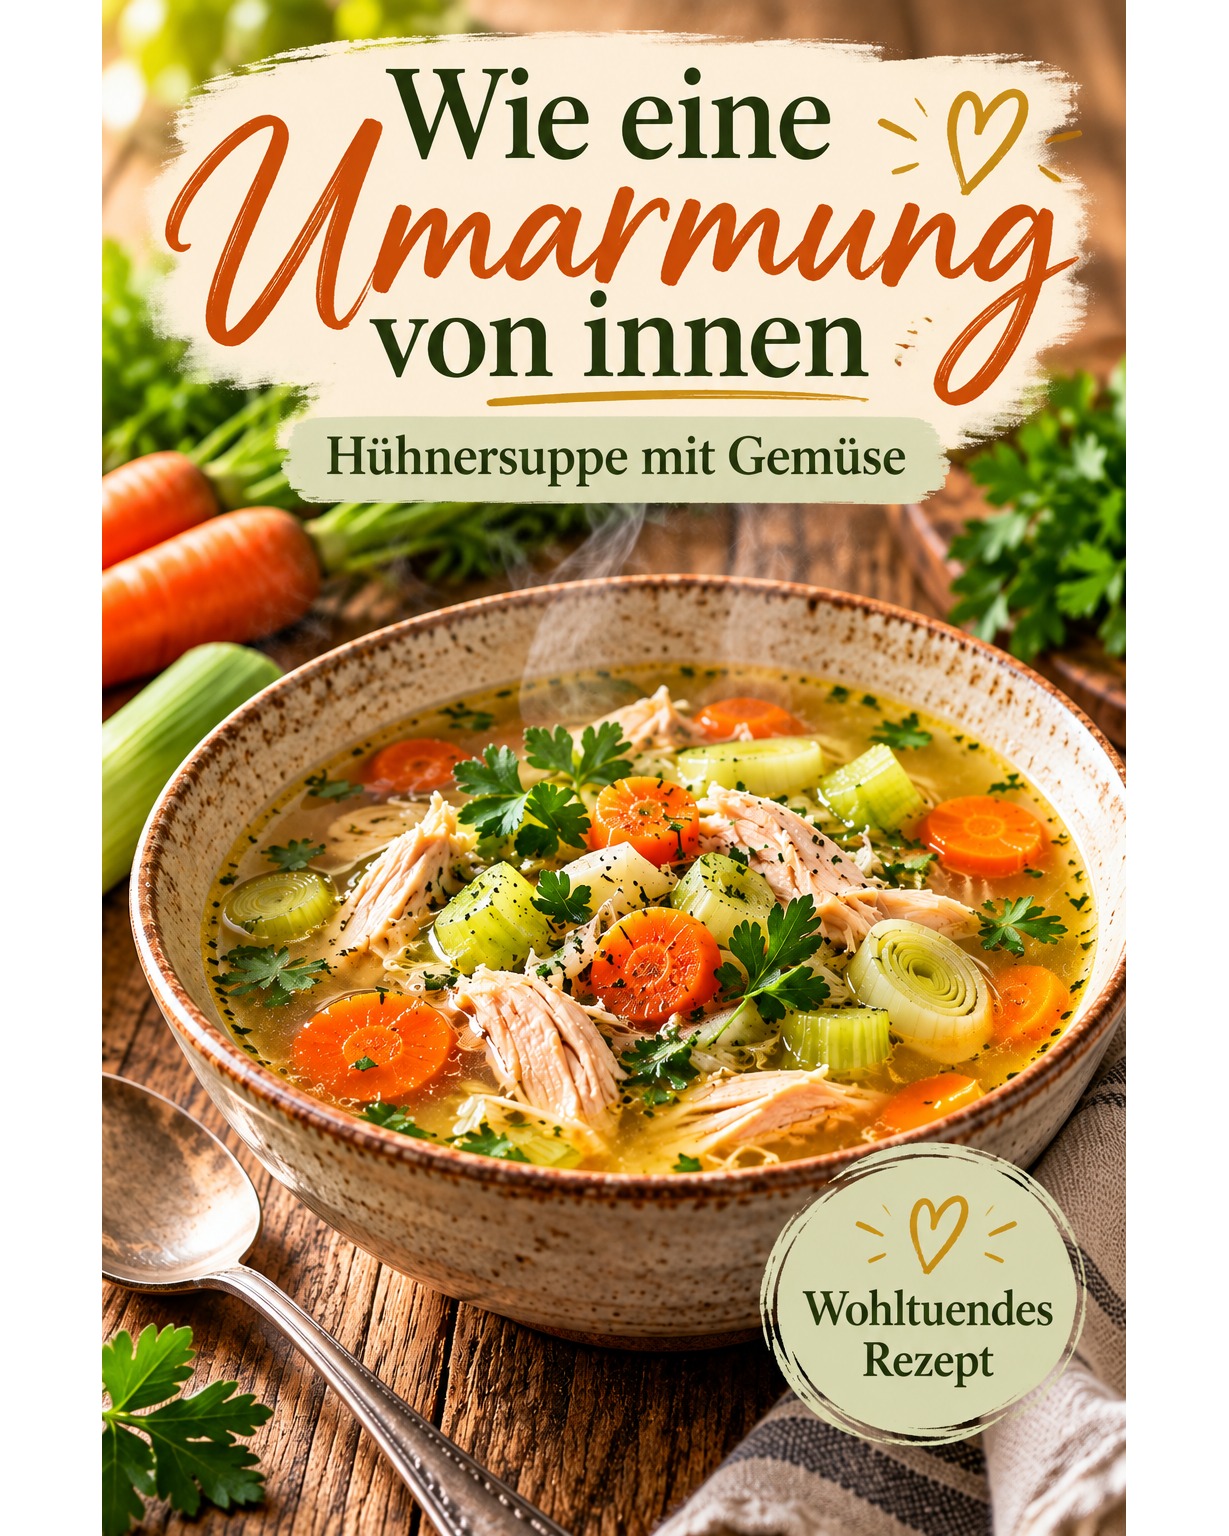 Wie eine
Umarmung
von innen
Hühnersuppe mit Gemüse
Wohltuendes
Rezept